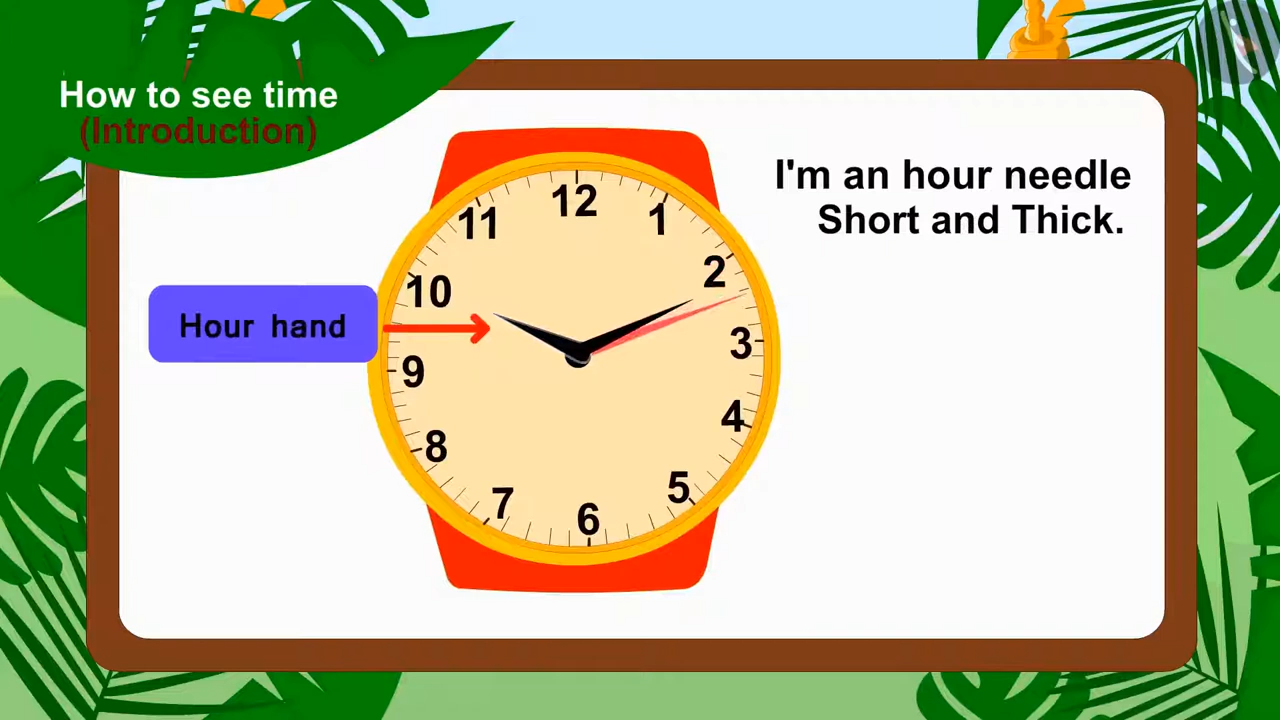 How to see time
(Introduction)
I'm an hour needle
Short and Thick.
Hour hand
12
11
1
10
2
9
3
8
4
7
5
6